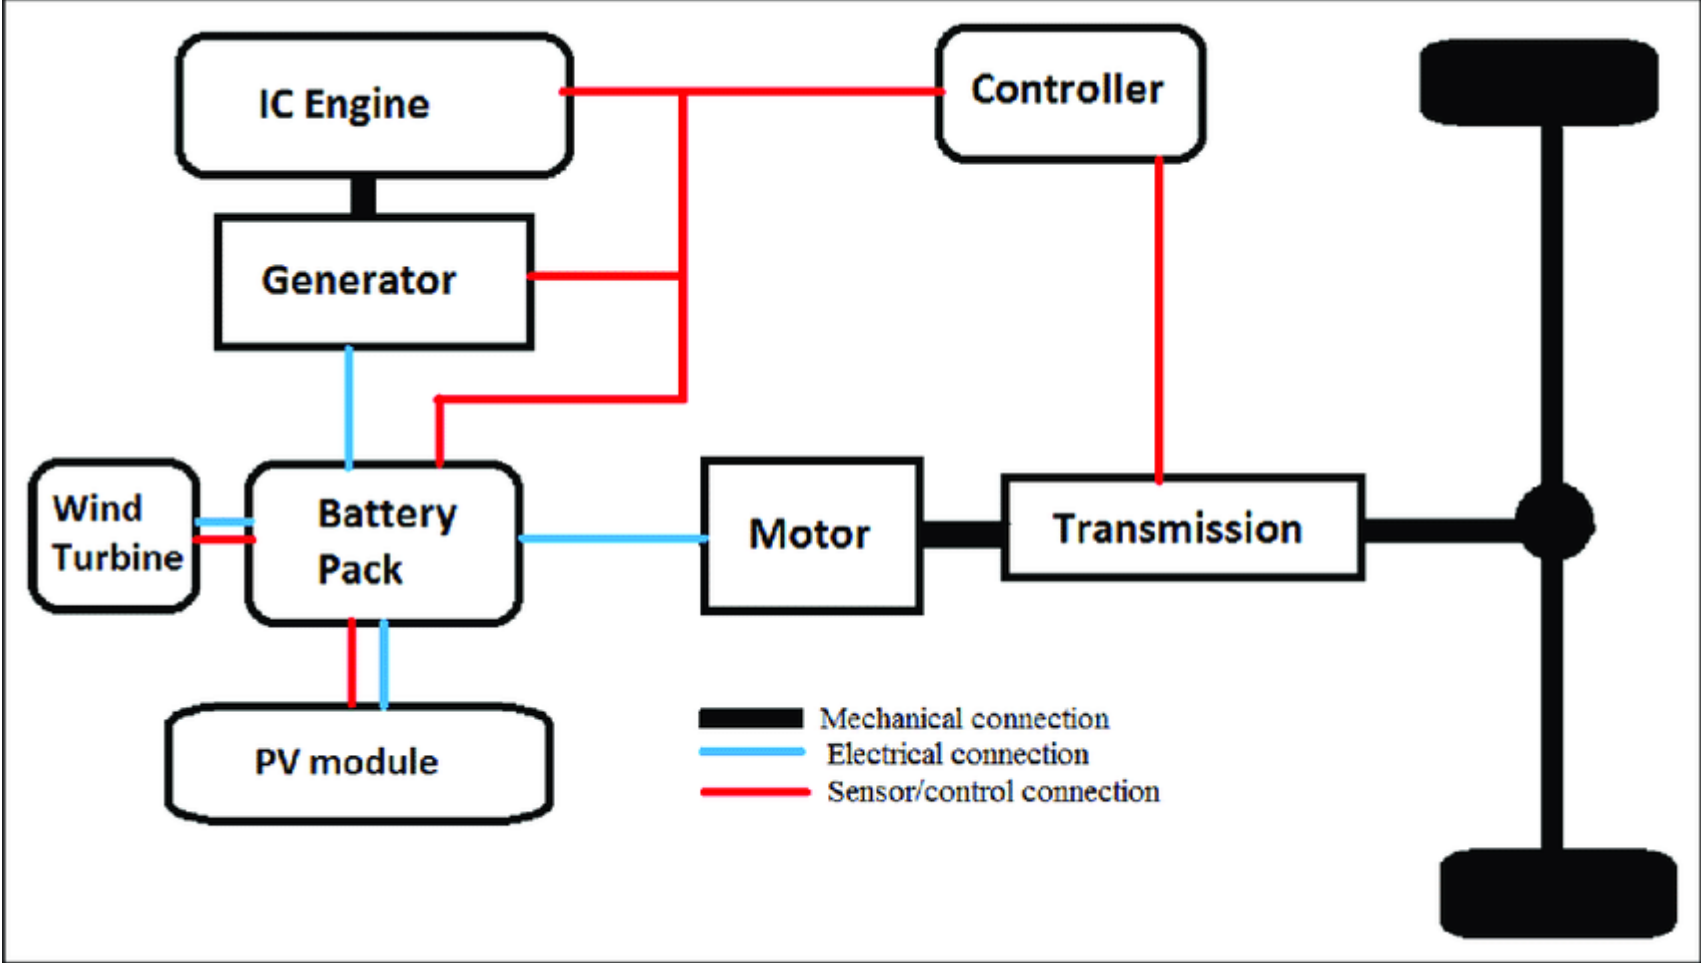 IC Engine
Controller
Generator
Wind
Turbine
Battery
Pack
Motor
Transmission
PV module
Mechanical connection
Electrical connection
Sensor/control connection